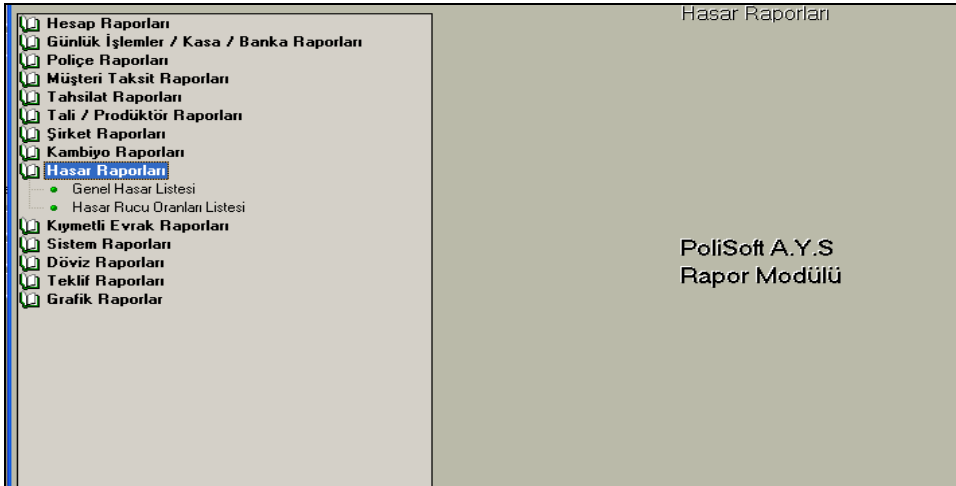 Hasar Raporları
Hesap Raporları
Günlük İşlemler / Kasa / Banka Raporları
Poliçe Raporları
Müşteri Taksit Raporları
Tahsilat Raporları
Tali / Prodüktör Raporları
Şirket Raporları
Kambiyo Raporları
Hasar Raporları
Genel Hasar Listesi
Hasar Rucu Oranları Listesi
Kıymetli Evrak Raporları
Sistem Raporları
Döviz Raporları
Teklif Raporları
Grafik Raporlar
PoliSoft A.Y.S
Rapor Modülü